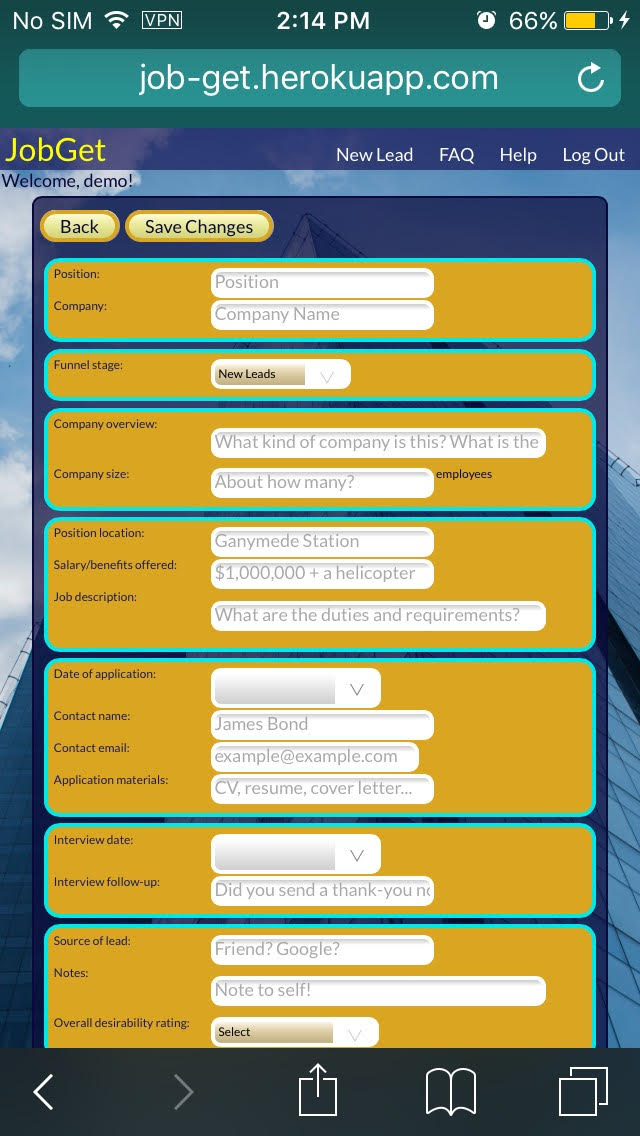 No SIM VPN 2:14 PM 66%
job-get.herokuapp.com
JobGet New Lead FAQ Help Log Out
Welcome, demo!
Back Save Changes
Position: Position
Company: Company Name
Funnel stage: New Leads
Company overview:
What kind of company is this? What is the
Company size: About how many? employees
Position location: Ganymede Station
Salary/benefits offered: $1,000,000 + a helicopter
Job description:
What are the duties and requirements?
Date of application:
Contact name: James Bond
Contact email: example@example.com
Application materials: CV, resume, cover letter...
Interview date:
Interview follow-up: Did you send a thank-you no
Source of lead: Friend? Google?
Notes:
Note to self!
Overall desirability rating: Select